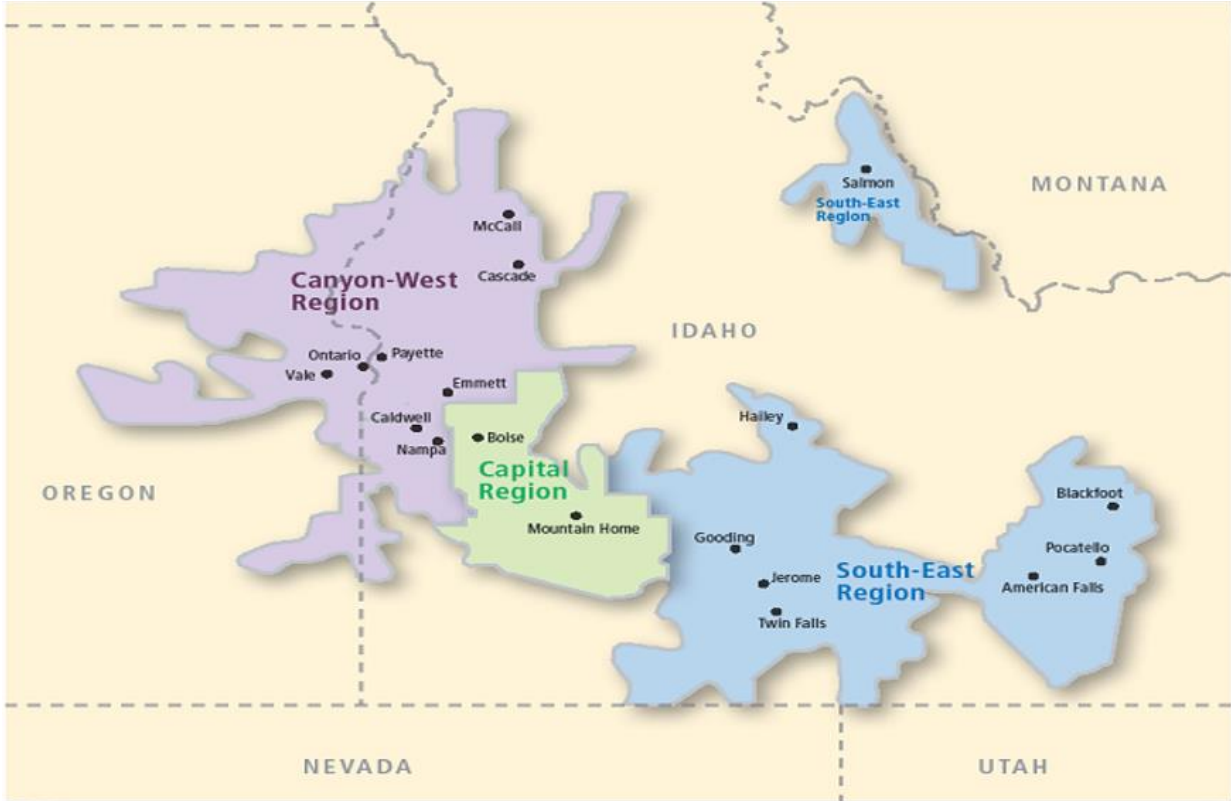 Salmon
South-East
Region
MONTANA
McCall
Cascade
Canyon-West
Region
IDAHO
Ontario
Payette
Vale
Emmett
Caldwell
Nampa
Boise
Hailey
Capital
Region
OREGON
Blackfoot
Mountain Home
Gooding
Pocatello
South-East
Region
Jerome
American Falls
Twin Falls
NEVADA
UTAH